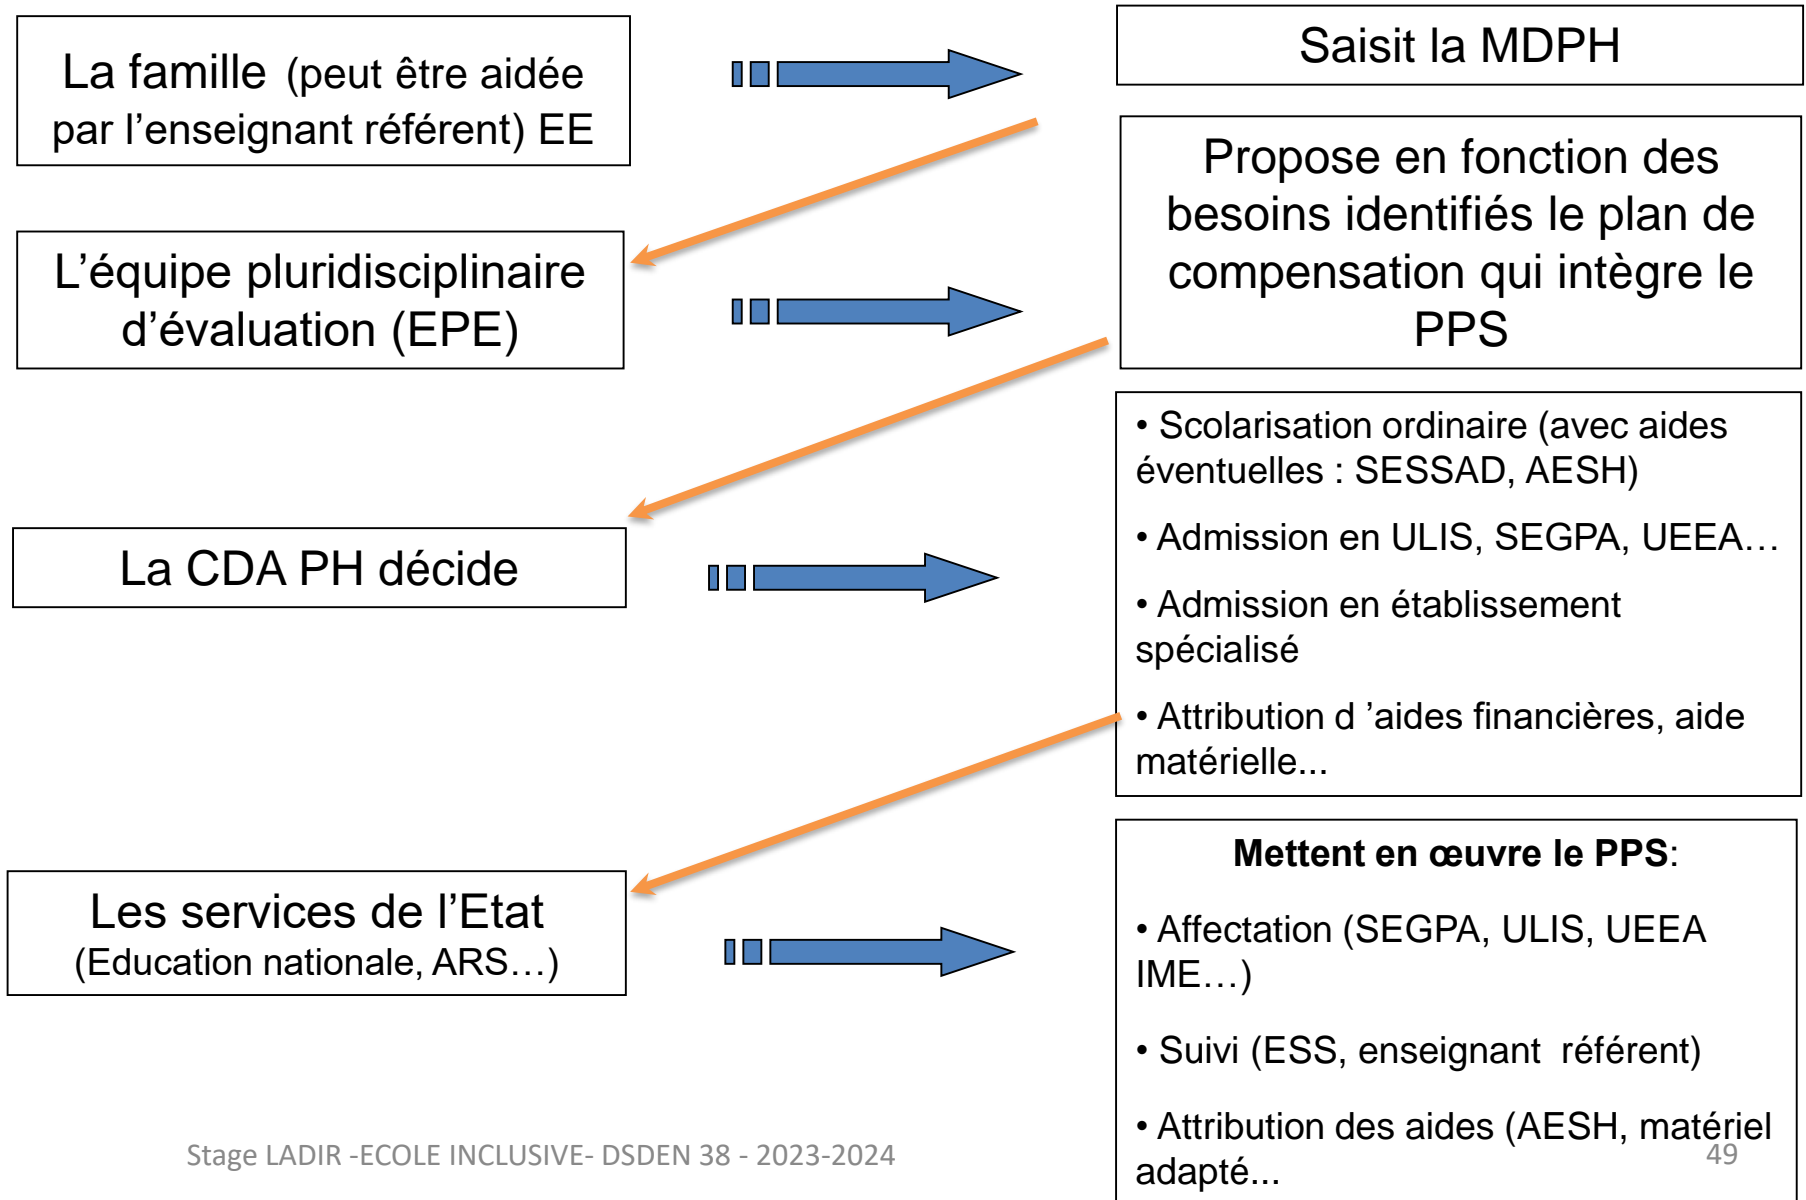 La famille (peut être aidée
par l’enseignant référent) EE
Saisit la MDPH
L’équipe pluridisciplinaire
d’évaluation (EPE)
Propose en fonction des
besoins identifiés le plan de
compensation qui intègre le
PPS
La CDA PH décide
• Scolarisation ordinaire (avec aides
éventuelles : SESSAD, AESH)
• Admission en ULIS, SEGPA, UEEA…
• Admission en établissement
spécialisé
• Attribution d ’aides financières, aide
matérielle...
Les services de l’Etat
(Education nationale, ARS…)
Mettent en œuvre le PPS:
• Affectation (SEGPA, ULIS, UEEA
IME…)
• Suivi (ESS, enseignant  référent)
• Attribution des aides (AESH, matériel
adapté...
Stage LADIR -ECOLE INCLUSIVE- DSDEN 38 - 2023-2024
49